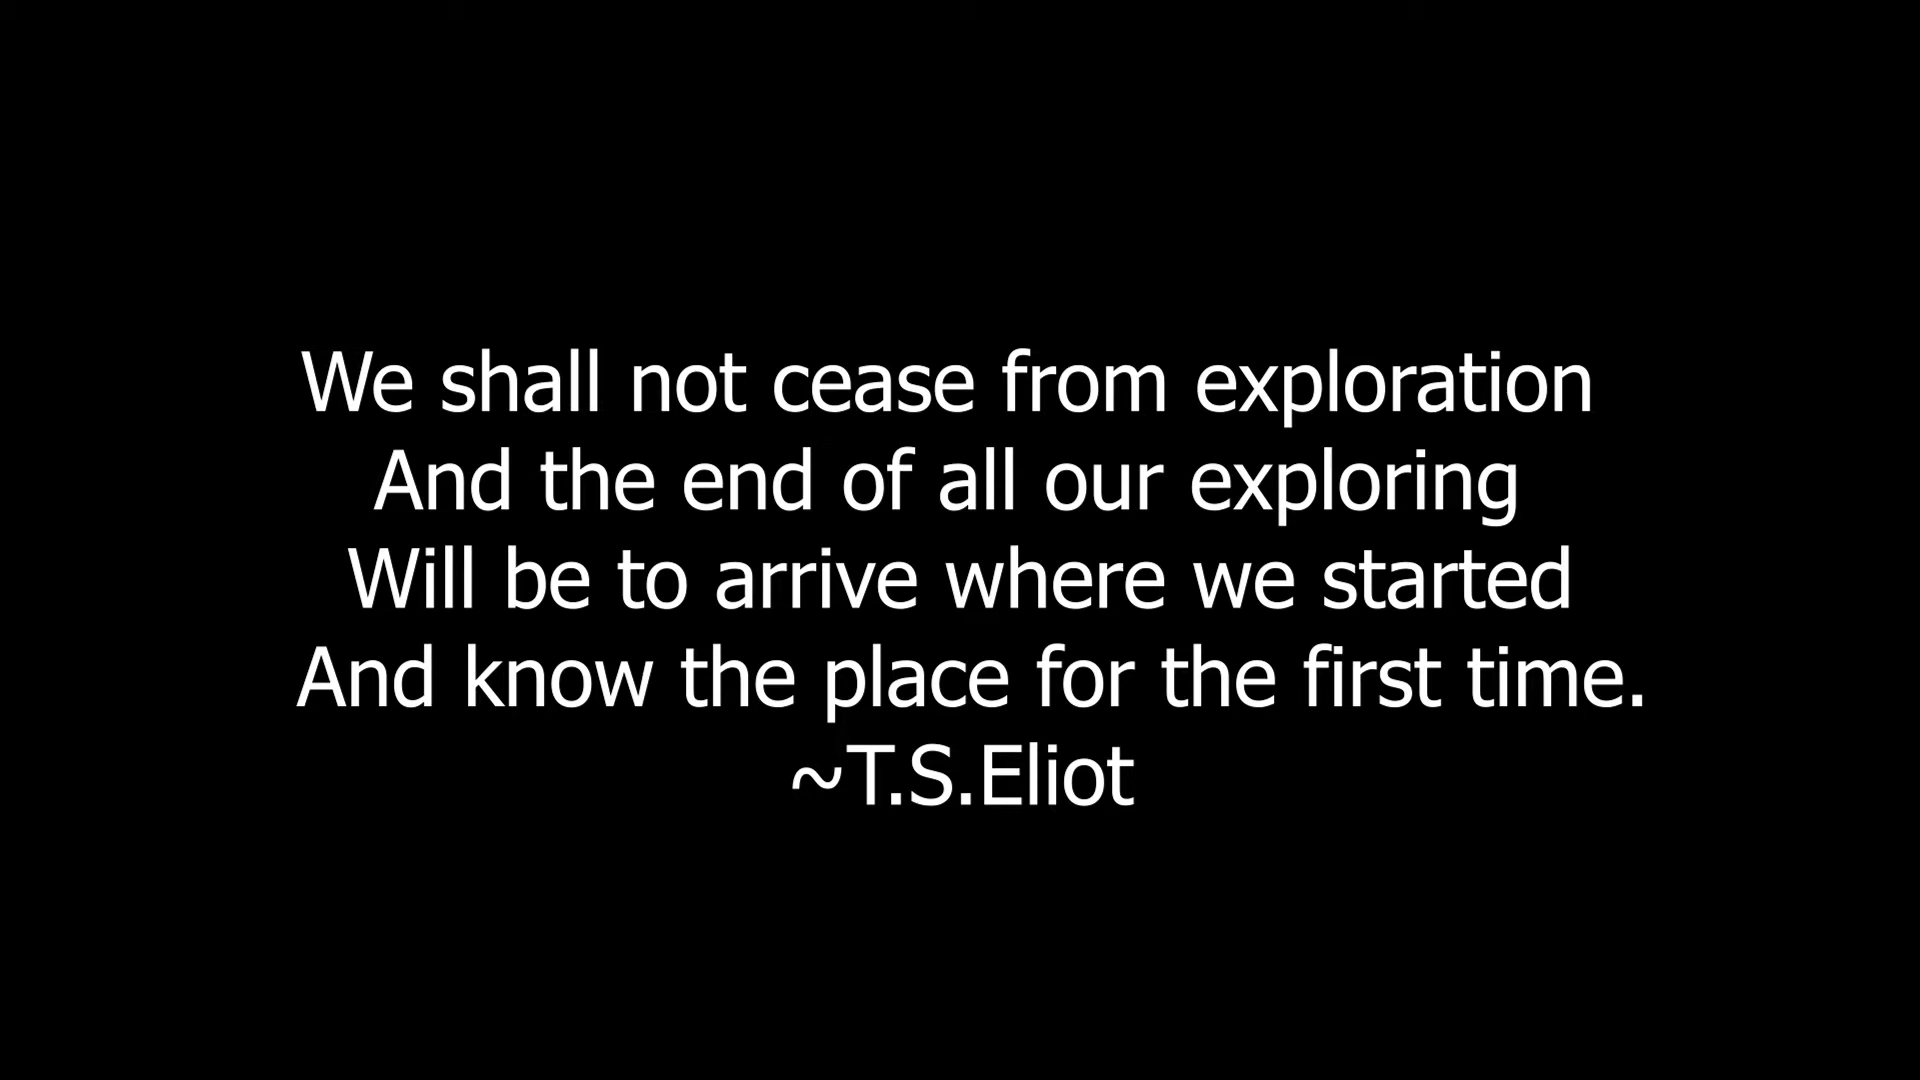 We shall not cease from exploration
And the end of all our exploring
Will be to arrive where we started
And know the place for the first time.
~T.S.Eliot